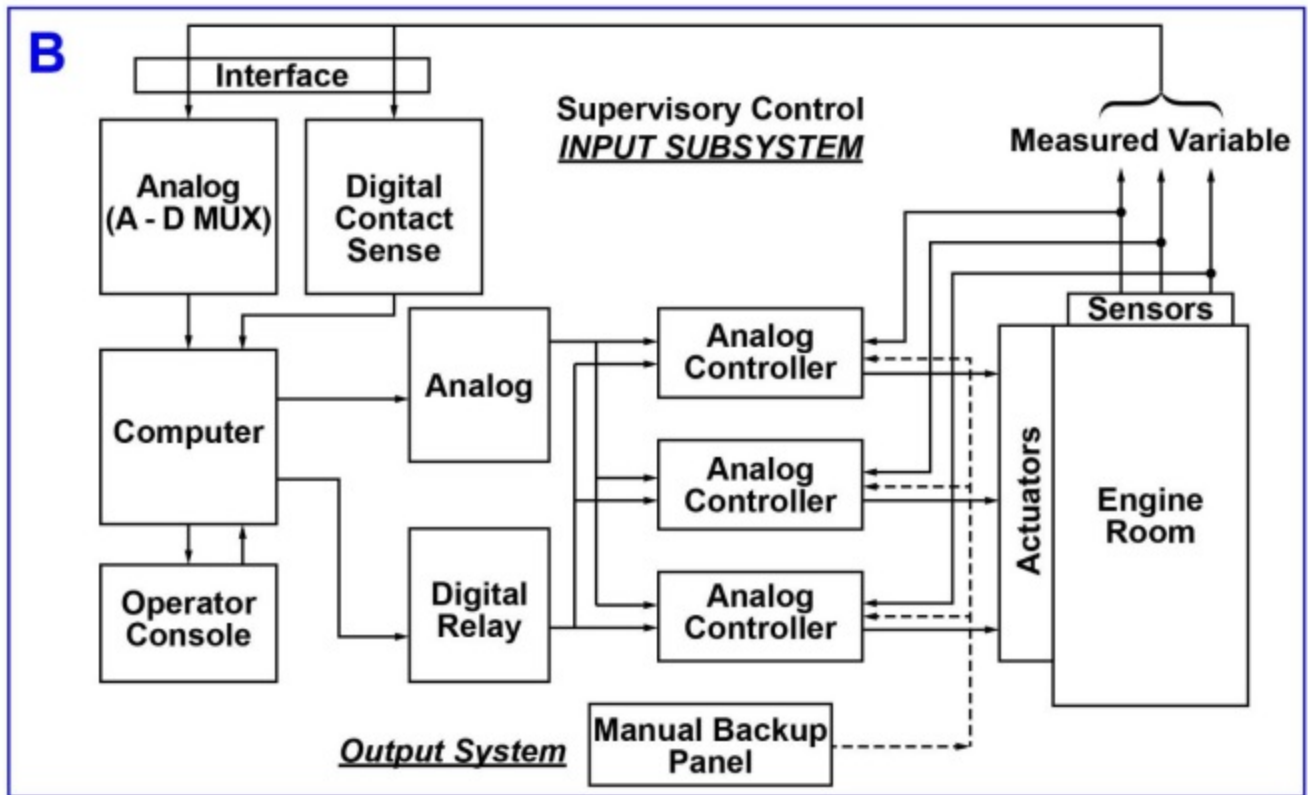 B
Interface
Supervisory Control
INPUT SUBSYSTEM
Measured Variable
Analog
(A - D MUX)
Digital
Contact
Sense
Sensors
Analog
Controller
Analog
Computer
Analog
Controller
Actuators
Engine
Room
Operator
Console
Digital
Relay
Analog
Controller
Manual Backup
Panel
Output System